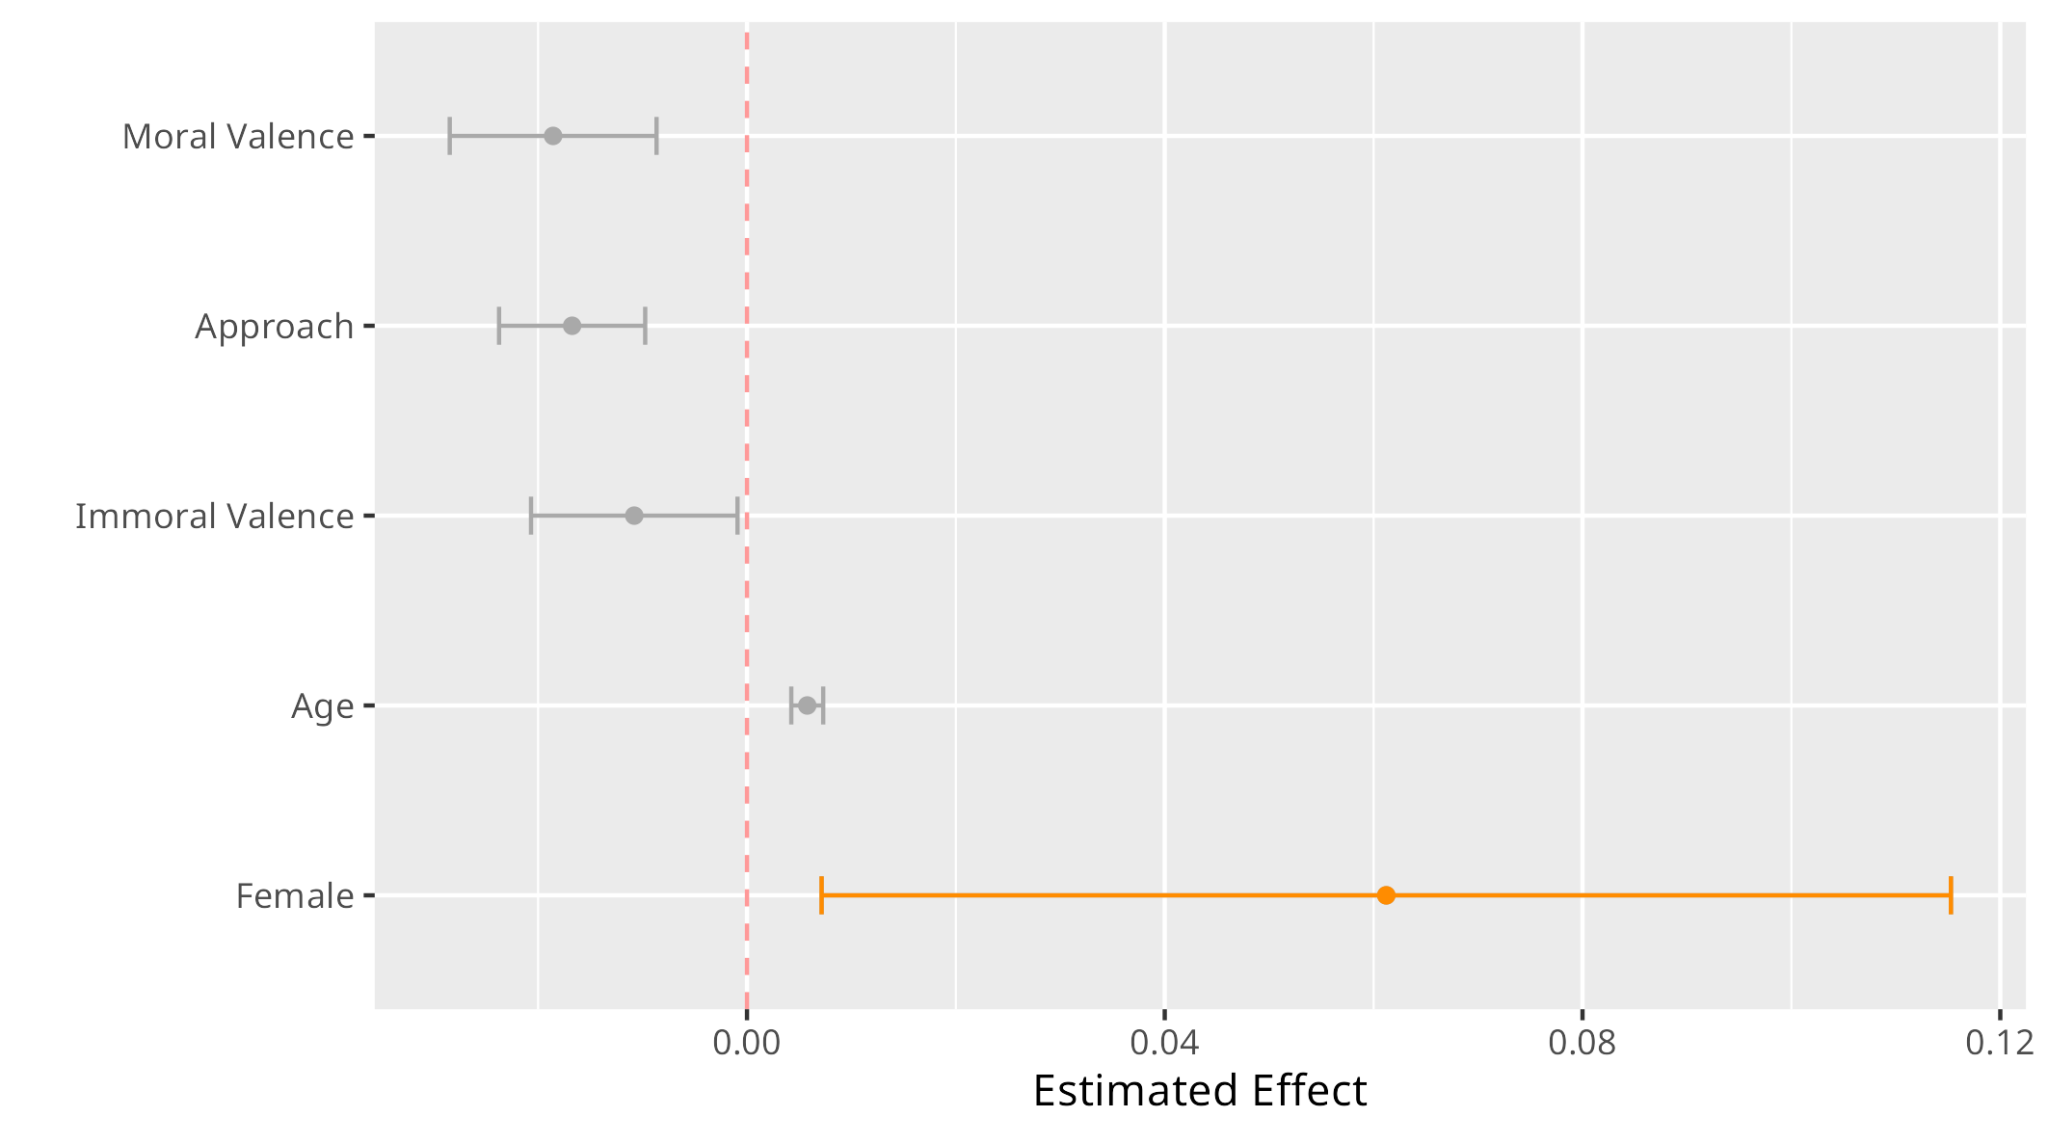 Moral Valence
Approach
Immoral Valence
Age
Female
0.00 0.04 0.08 0.12
Estimated Effect